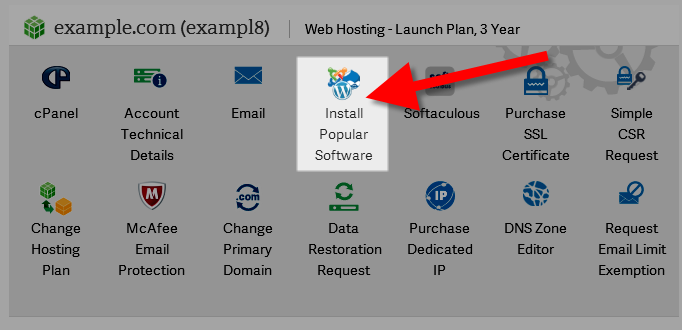 example.com (exampl8) Web Hosting - Launch Plan, 3 Year
cPanel Account Email Install Softaculous Purchase Simple
Technical Popular SSL CSR
Details Software Certificate Request
Change McAfee Change Data Purchase DNS Zone Request
Hosting Email Primary Restoration Dedicated Editor Email Limit
Plan Protection Domain Request IP Exemption